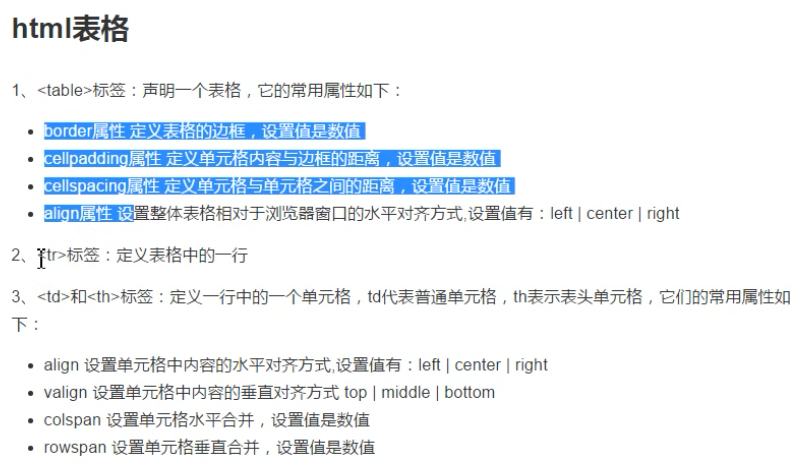 html表格
1、<table>标签：声明一个表格，它的常用属性如下：
border属性 定义表格的边框，设置值是数值
cellpadding属性 定义单元格内容与边框的距离，设置值是数值
cellspacing属性 定义单元格与单元格之间的距离，设置值是数值
align属性 设置整体表格相对于浏览器窗口的水平对齐方式,设置值有：left | center | right
2、<tr>标签：定义表格中的一行
3、<td>和<th>标签：定义一行中的一个单元格，td代表普通单元格，th表示表头单元格，它们的常用属性如
下：
align 设置单元格中内容的水平对齐方式,设置值有：left | center | right
valign 设置单元格中内容的垂直对齐方式 top | middle | bottom
colspan 设置单元格水平合并，设置值是数值
rowspan 设置单元格垂直合并，设置值是数值